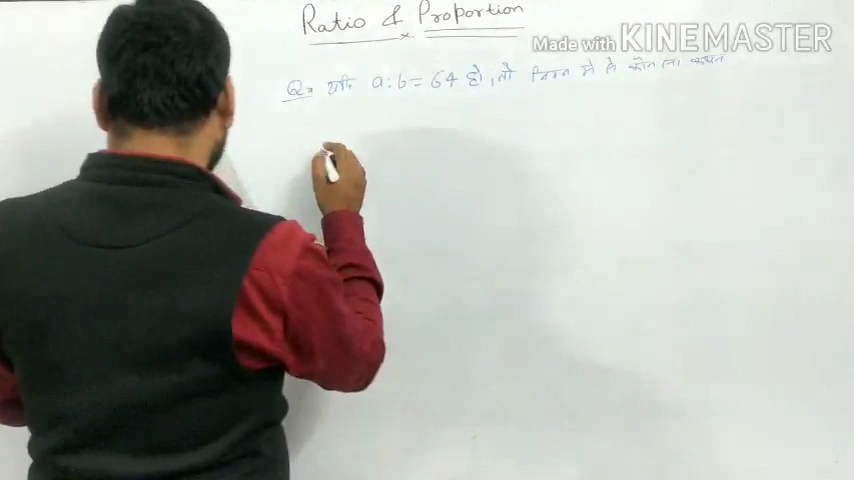 Ratio & Proportion
Made with KINEMASTER
Q= यदि a:b = 64 हो, तो निम्न में से कौन सा कथन